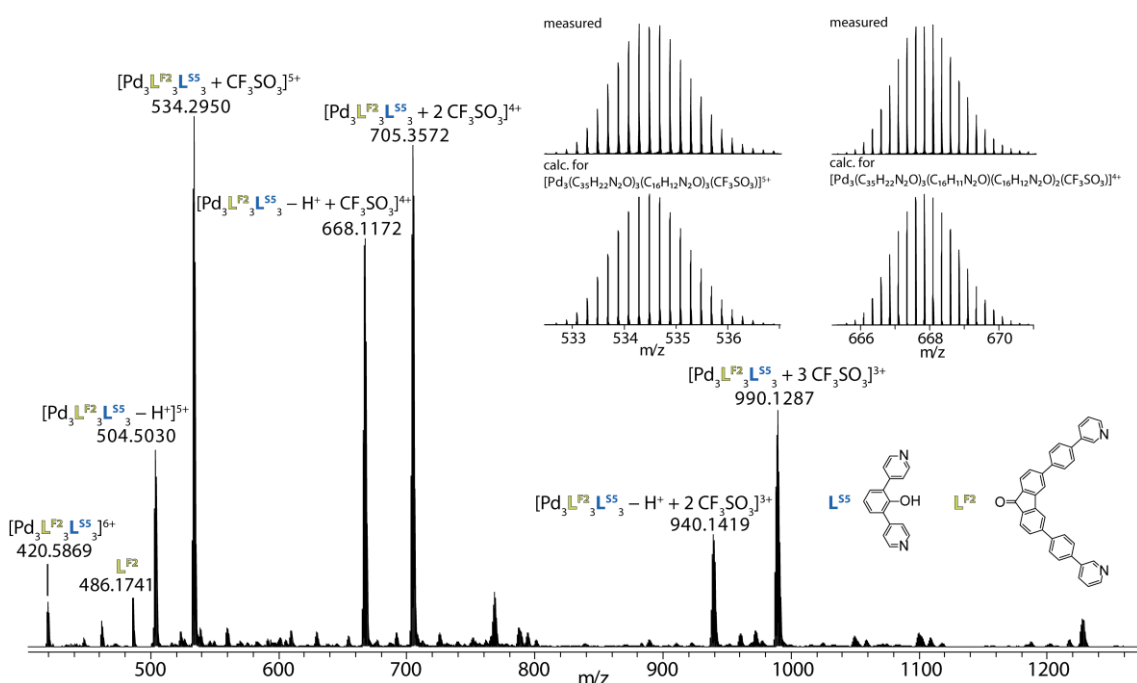 measured
measured
[Pd₃Lᶠ²₃Lˢ⁵₃ + CF₃SO₃]⁵⁺
534.2950
[Pd₃Lᶠ²₃Lˢ⁵₃ + 2 CF₃SO₃]⁴⁺
705.3572
calc. for
[Pd₃(C₃₅H₂₂N₂O)₃(C₁₆H₁₂N₂O)₃(CF₃SO₃)]⁵⁺
calc. for
[Pd₃(C₃₅H₂₂N₂O)₃(C₁₆H₁₁N₂O)(C₁₆H₁₂N₂O)₂(CF₃SO₃)]⁴⁺
[Pd₃Lᶠ²₃Lˢ⁵₃ – H⁺ + CF₃SO₃]⁴⁺
668.1172
533 534 535 536
m/z
666 668 670
m/z
[Pd₃Lᶠ²₃Lˢ⁵₃ + 3 CF₃SO₃]³⁺
990.1287
[Pd₃Lᶠ²₃Lˢ⁵₃ – H⁺]⁵⁺
504.5030
[Pd₃Lᶠ²₃Lˢ⁵₃ – H⁺ + 2 CF₃SO₃]³⁺
940.1419
[Pd₃Lᶠ²₃Lˢ⁵₃]⁶⁺
420.5869
Lᶠ²
486.1741
N
Lˢ⁵
OH
N
Lᶠ²
N
O
N
500 600 700 800 900 1000 1100 1200
m/z